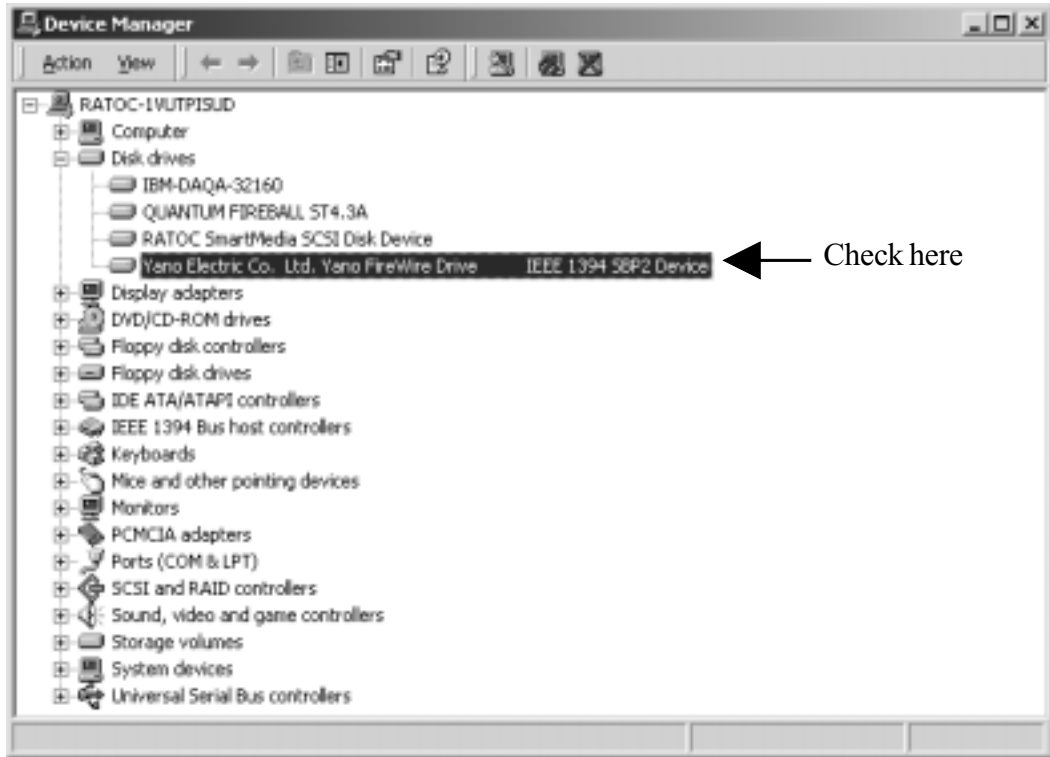 Device Manager
Action View
RATOC-1VUTPISUD
Computer
Disk drives
IBM-DAQA-32160
QUANTUM FIREBALL ST4.3A
RATOC SmartMedia SCSI Disk Device
Yano Electric Co. Ltd. Yano FireWire Drive IEEE 1394 SBP2 Device
Check here
Display adapters
DVD/CD-ROM drives
Floppy disk controllers
Floppy disk drives
IDE ATA/ATAPI controllers
IEEE 1394 Bus host controllers
Keyboards
Mice and other pointing devices
Monitors
PCMCIA adapters
Ports (COM & LPT)
SCSI and RAID controllers
Sound, video and game controllers
Storage volumes
System devices
Universal Serial Bus controllers